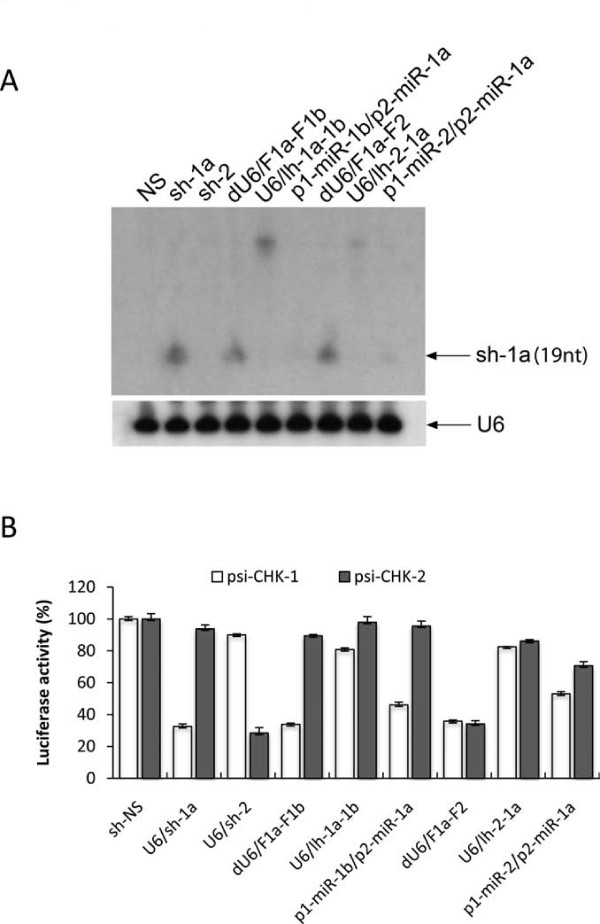 A
NS
sh-1a
sh-2
dU6/F1a-F1b
U6/lh-1a-1b
p1-miR-1b/p2-miR-1a
dU6/F1a-F2
U6/lh-2-1a
p1-miR-2/p2-miR-1a
sh-1a (19nt)
U6
B
psi-CHK-1 psi-CHK-2
Luciferase activity (%)
120
100
80
60
40
20
0
sh-NS
U6/sh-1a
U6/sh-2
dU6/F1a-F1b
U6/lh-1a-1b
p1-miR-1b/p2-miR-1a
dU6/F1a-F2
U6/lh-2-1a
p1-miR-2/p2-miR-1a